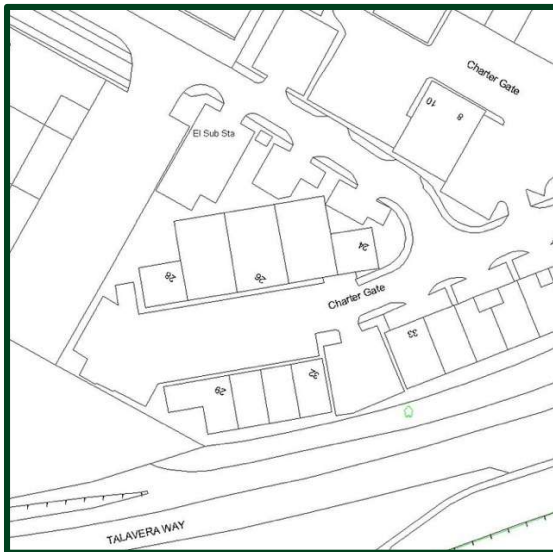 Charter Gate
10
8
El Sub Sta
24
28
26
Charter Gate
33
32
29
TALAVERA WAY